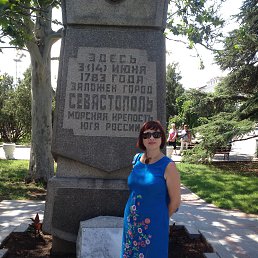 ЗДЕСЬ
3(14) ИЮНЯ
1783 ГОДА
ЗАЛОЖЕН ГОРОД
СЕВАСТОПОЛЬ
МОРСКАЯ КРЕПОСТЬ
ЮГА РОССИИ